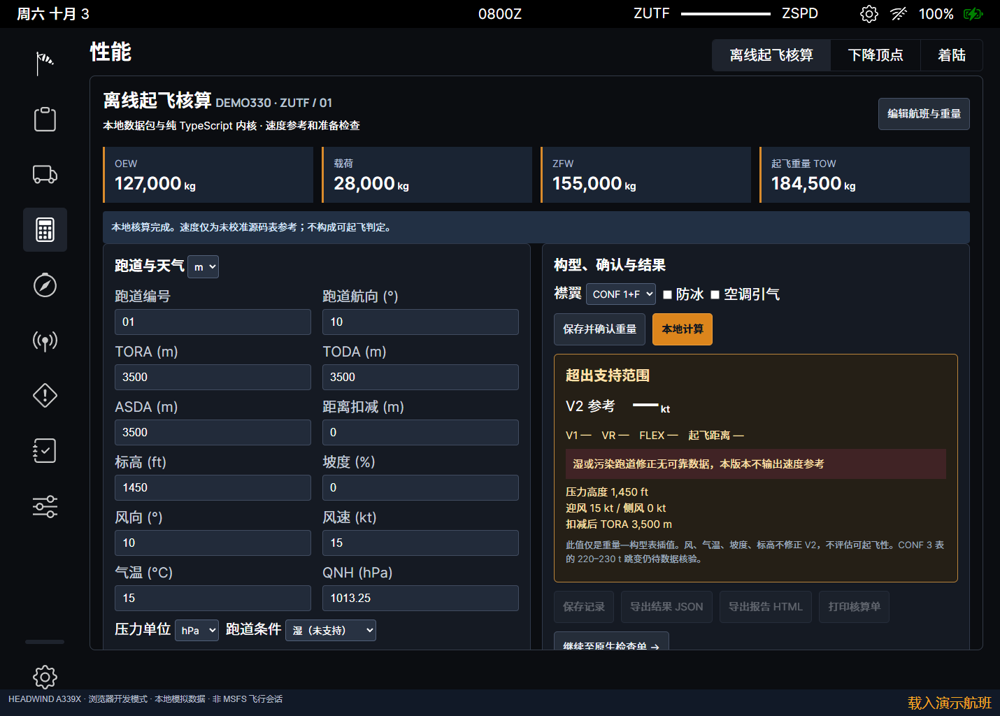 周六 十月 3
0800Z
ZUTF ZSPD
100%
性能
离线起飞核算 下降顶点 着陆
离线起飞核算 DEMO330 · ZUTF / 01
本地数据包与纯 TypeScript 内核 · 速度参考和准备检查
编辑航班与重量
OEW
127,000 kg
载荷
28,000 kg
ZFW
155,000 kg
起飞重量 TOW
184,500 kg
本地核算完成。速度仅为未校准源码表参考；不构成可起飞判定。
跑道与天气 m
跑道编号 跑道航向 (°)
01 10
TORA (m) TODA (m)
3500 3500
ASDA (m) 距离扣减 (m)
3500 0
标高 (ft) 坡度 (%)
1450 0
风向 (°) 风速 (kt)
10 15
气温 (°C) QNH (hPa)
15 1013.25
压力单位 hPa 跑道条件 湿（未支持）
构型、确认与结果
襟翼 CONF 1+F 防冰 空调引气
保存并确认重量 本地计算
超出支持范围
V2 参考 — kt
V1 — VR — FLEX — 起飞距离 —
湿或污染跑道修正无可靠数据，本版本不输出速度参考
压力高度 1,450 ft
迎风 15 kt / 侧风 0 kt
扣减后 TORA 3,500 m
此值仅是重量—构型表插值。风、气温、坡度、标高不修正 V2，不评估可起飞性。CONF 3 表
的 220–230 t 跳变仍待数据核验。
保存记录 导出结果 JSON 导出报告 HTML 打印核算单
继续至原生检查单 →
HEADWIND A339X · 浏览器开发模式 · 本地模拟数据 · 非 MSFS 飞行会话
载入演示航班